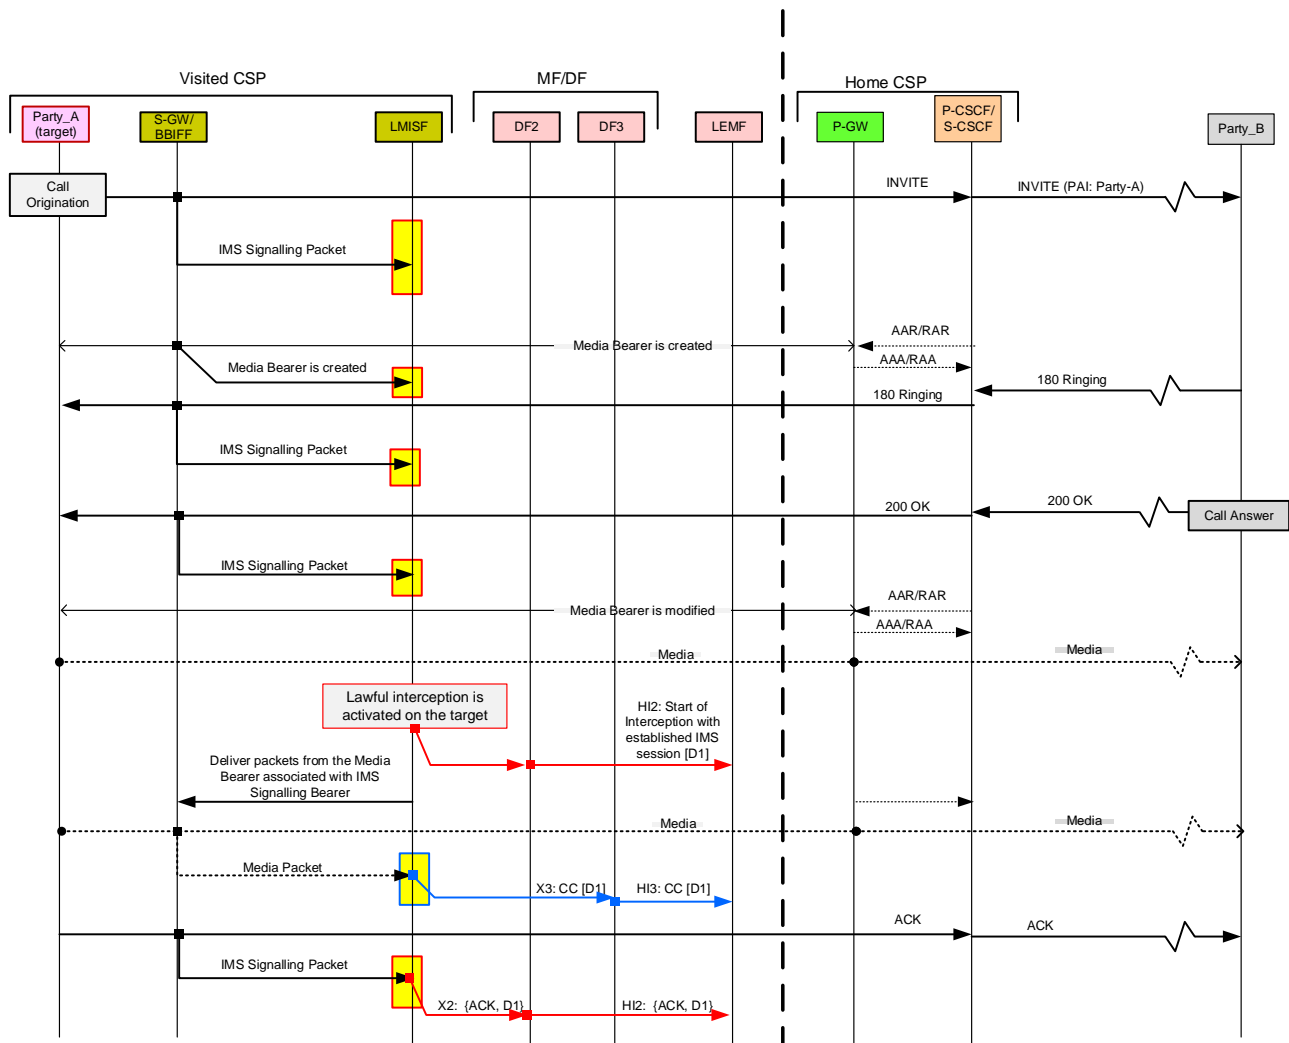 Visited CSP
MF/DF
Home CSP
Party_A
(target)
S-GW/
BBIFF
LMISF
DF2
DF3
LEMF
P-GW
P-CSCF/
S-CSCF
Party_B
Call
Origination
INVITE
INVITE (PAI: Party-A)
IMS Signalling Packet
AAR/RAR
Media Bearer is created
AAA/RAA
Media Bearer is created
180 Ringing
180 Ringing
IMS Signalling Packet
200 OK
200 OK
Call Answer
IMS Signalling Packet
AAR/RAR
Media Bearer is modified
AAA/RAA
Media
Media
Lawful interception is
activated on the target
HI2: Start of
Interception with
established IMS
session [D1]
Deliver packets from the Media
Bearer associated with IMS
Signalling Bearer
Media
Media
Media Packet
X3: CC [D1]
HI3: CC [D1]
ACK
ACK
IMS Signalling Packet
X2:  {ACK, D1}
HI2:  {ACK, D1}